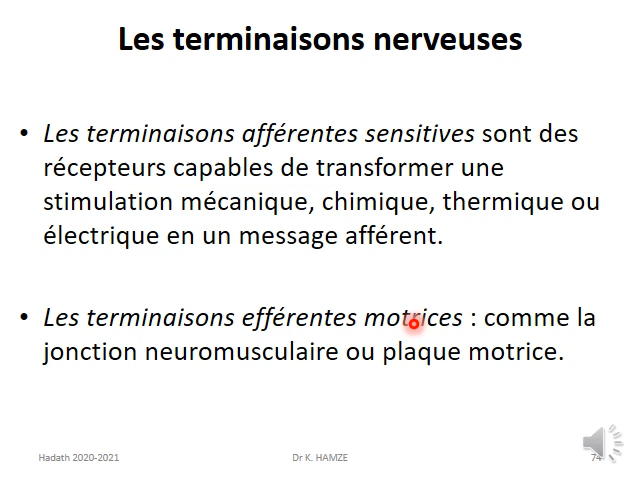 Les terminaisons nerveuses
• Les terminaisons afférentes sensitives sont des
récepteurs capables de transformer une
stimulation mécanique, chimique, thermique ou
électrique en un message afférent.
• Les terminaisons efférentes motrices : comme la
jonction neuromusculaire ou plaque motrice.
Hadath 2020-2021
Dr K. HAMZE
74